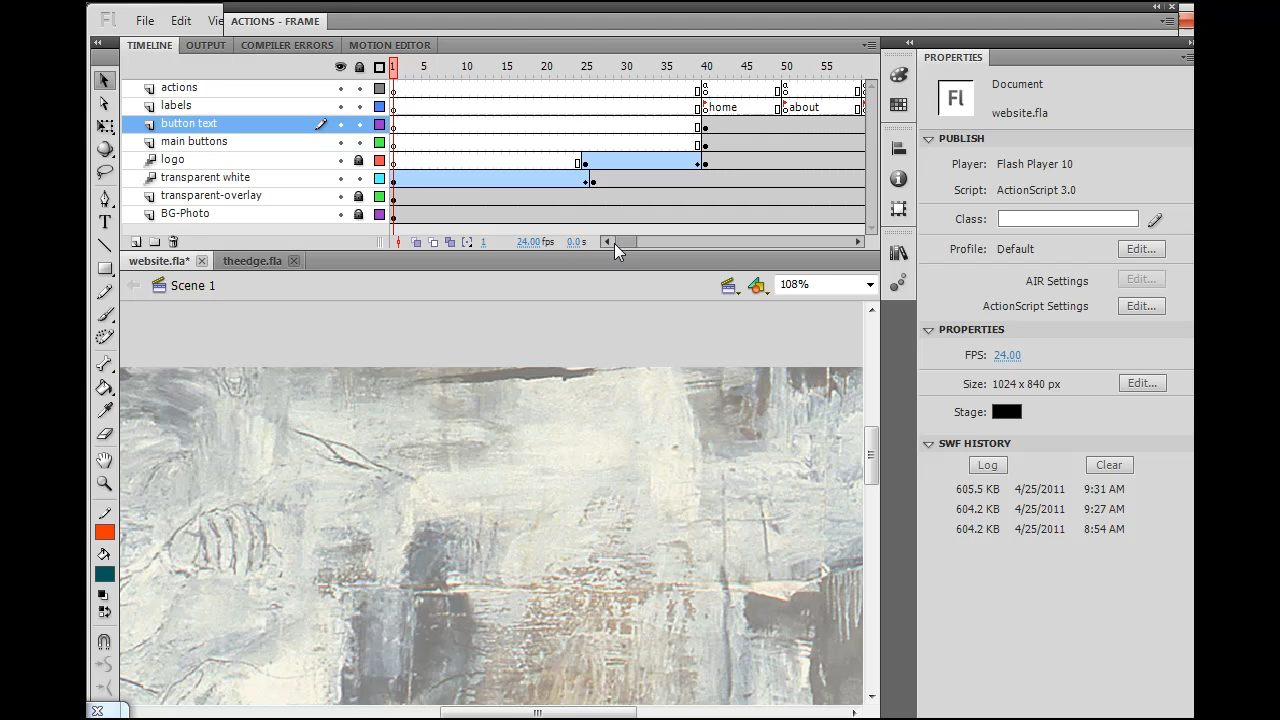 Fl File Edit Vie ACTIONS - FRAME
TIMELINE OUTPUT COMPILER ERRORS MOTION EDITOR
1 5 10 15 20 25 30 35 40 45 50 55
actions a a
labels home about
button text
main buttons
logo
transparent white
transparent-overlay
BG-Photo
1 24.00 fps 0.0 s
website.fla* theedge.fla
Scene 1 108%
PROPERTIES
Fl Document
website.fla
PUBLISH
Player: Flash Player 10
Script: ActionScript 3.0
Class:
Profile: Default Edit...
AIR Settings Edit...
ActionScript Settings Edit...
PROPERTIES
FPS: 24.00
Size: 1024 x 840 px Edit...
Stage:
SWF HISTORY
Log Clear
605.5 KB 4/25/2011 9:31 AM
604.2 KB 4/25/2011 9:27 AM
604.2 KB 4/25/2011 8:54 AM